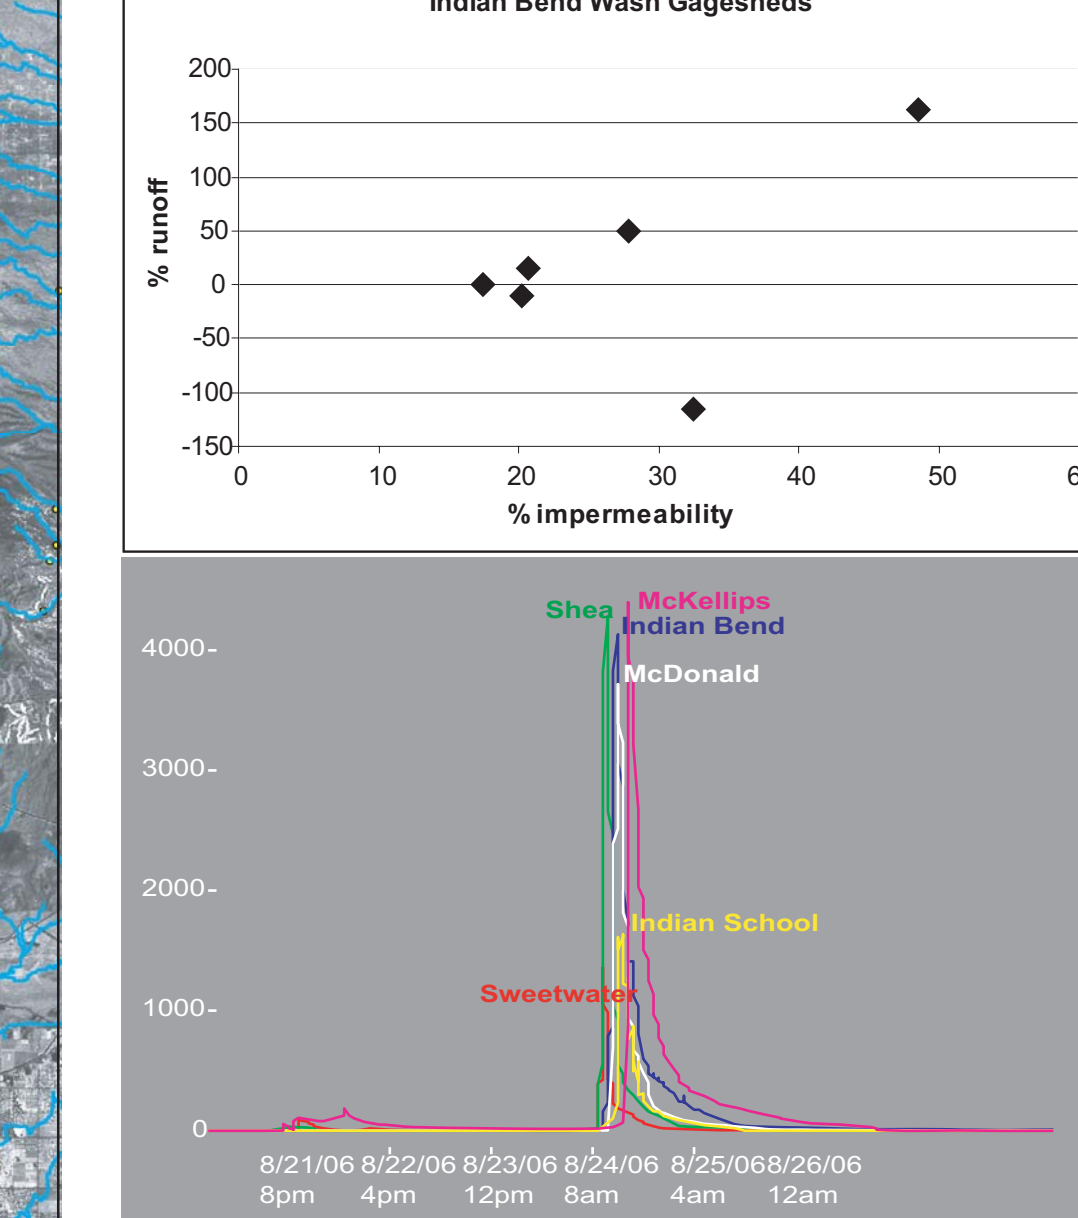 Indian Bend Wash Gagesheds
200
150
100
50
0
-50
-100
-150
% runoff
0 10 20 30 40 50 6
% impermeability
Shea
McKellips
Indian Bend
McDonald
Indian School
Sweetwater
4000
3000
2000
1000
0
8/21/06 8/22/06 8/23/06 8/24/06 8/25/06 8/26/06
8pm 4pm 12pm 8am 4am 12am